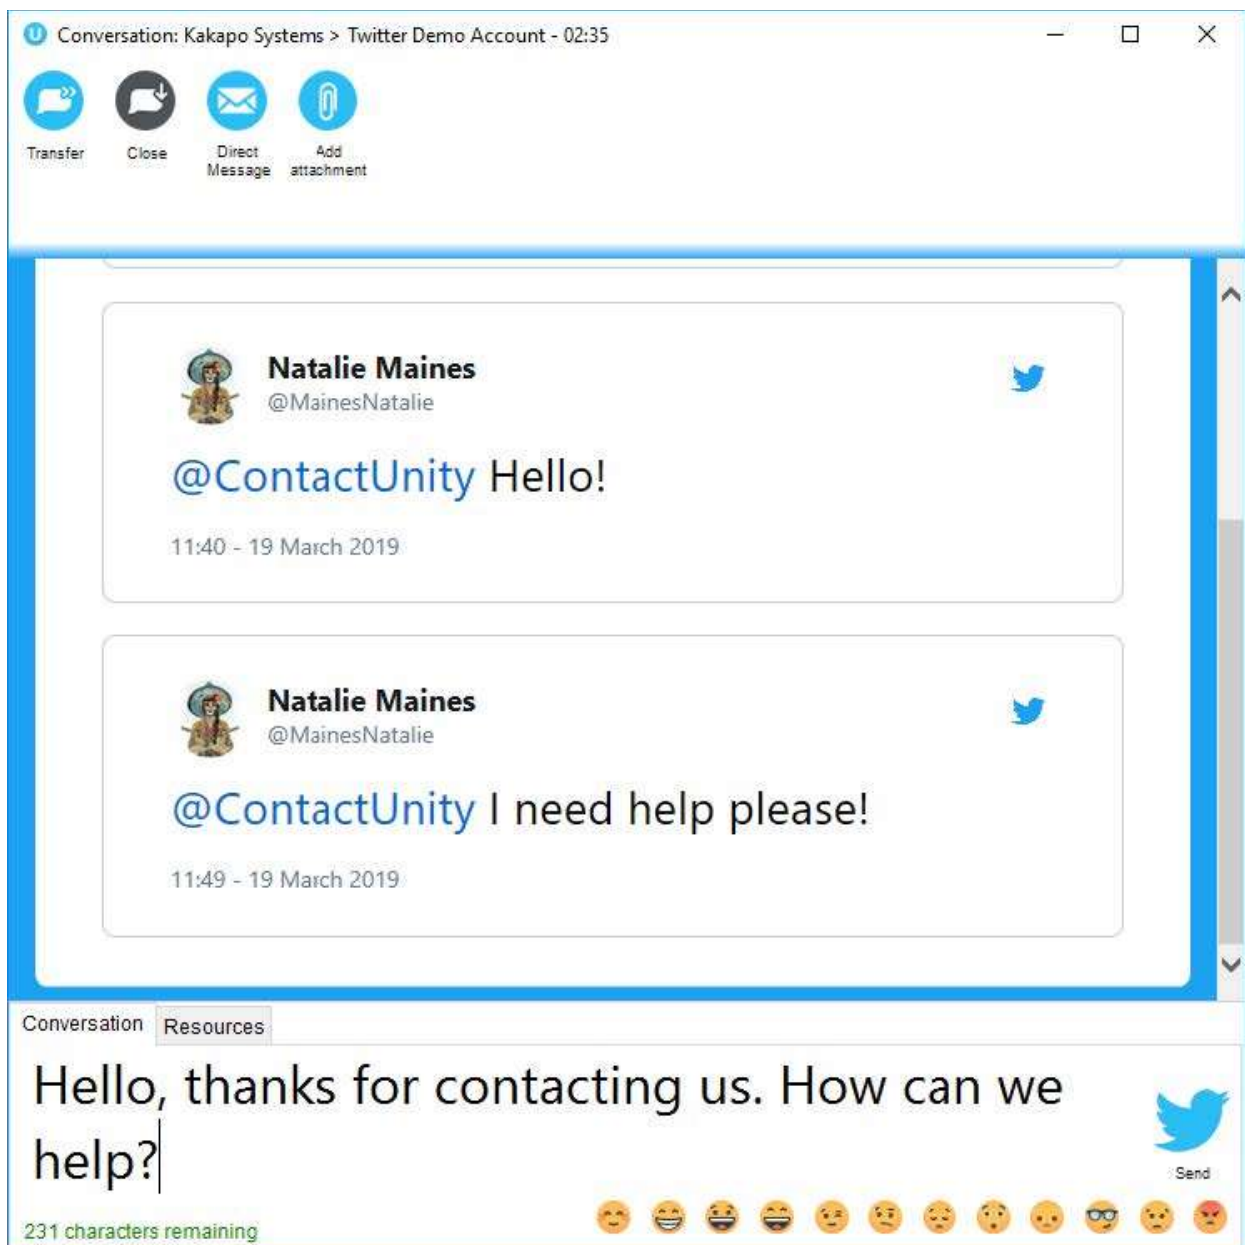 Conversation: Kakapo Systems > Twitter Demo Account - 02:35
Transfer
Close
Direct
Message
Add
attachment
Natalie Maines
@MainesNatalie
@ContactUnity Hello!
11:40 - 19 March 2019
Natalie Maines
@MainesNatalie
@ContactUnity I need help please!
11:49 - 19 March 2019
Conversation
Resources
Hello, thanks for contacting us. How can we
help?
Send
231 characters remaining